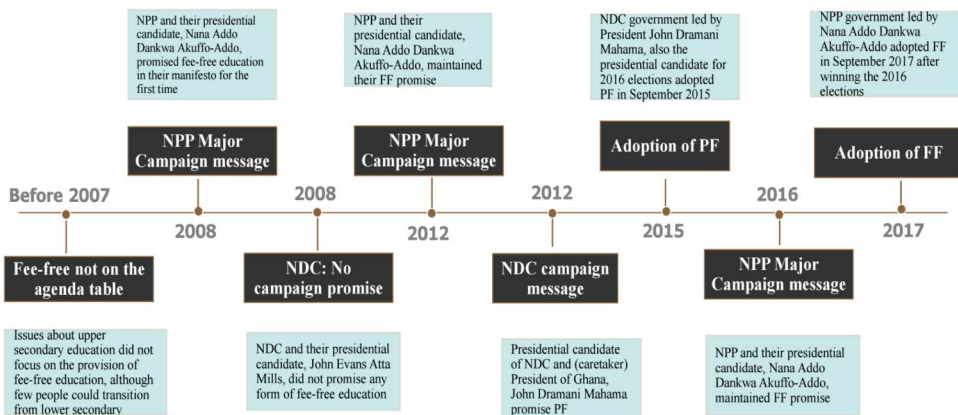 NPP and their presidential
candidate, Nana Addo
Dankwa Akuffo-Addo,
promised fee-free education
in their manifesto for the
first time
NPP and their
presidential candidate,
Nana Addo Dankwa
Akuffo-Addo, maintained
their FF promise
NDC government led by
President John Dramani
Mahama, also the
presidential candidate for
2016 elections adopted
PF in September 2015
NPP government led by
Nana Addo Dankwa
Akuffo-Addo adopted FF
in September 2017 after
winning the 2016
elections
NPP Major
Campaign message
NPP Major
Campaign message
Adoption of PF
Adoption of FF
Before 2007
2008
2012
2016
2008
2012
2015
2017
Fee-free not on the
agenda table
NDC: No
campaign promise
NDC campaign
message
NPP Major
Campaign message
Issues about upper
secondary education did not
focus on the provision of
fee-free education, although
few people could transition
from lower secondary
NDC and their presidential
candidate, John Evans Atta
Mills, did not promise any
form of fee-free education
Presidential candidate
of NDC and (caretaker)
President of Ghana,
John Dramani Mahama
promise PF
NPP and their presidential
candidate, Nana Addo
Dankwa Akuffo-Addo,
maintained FF promise